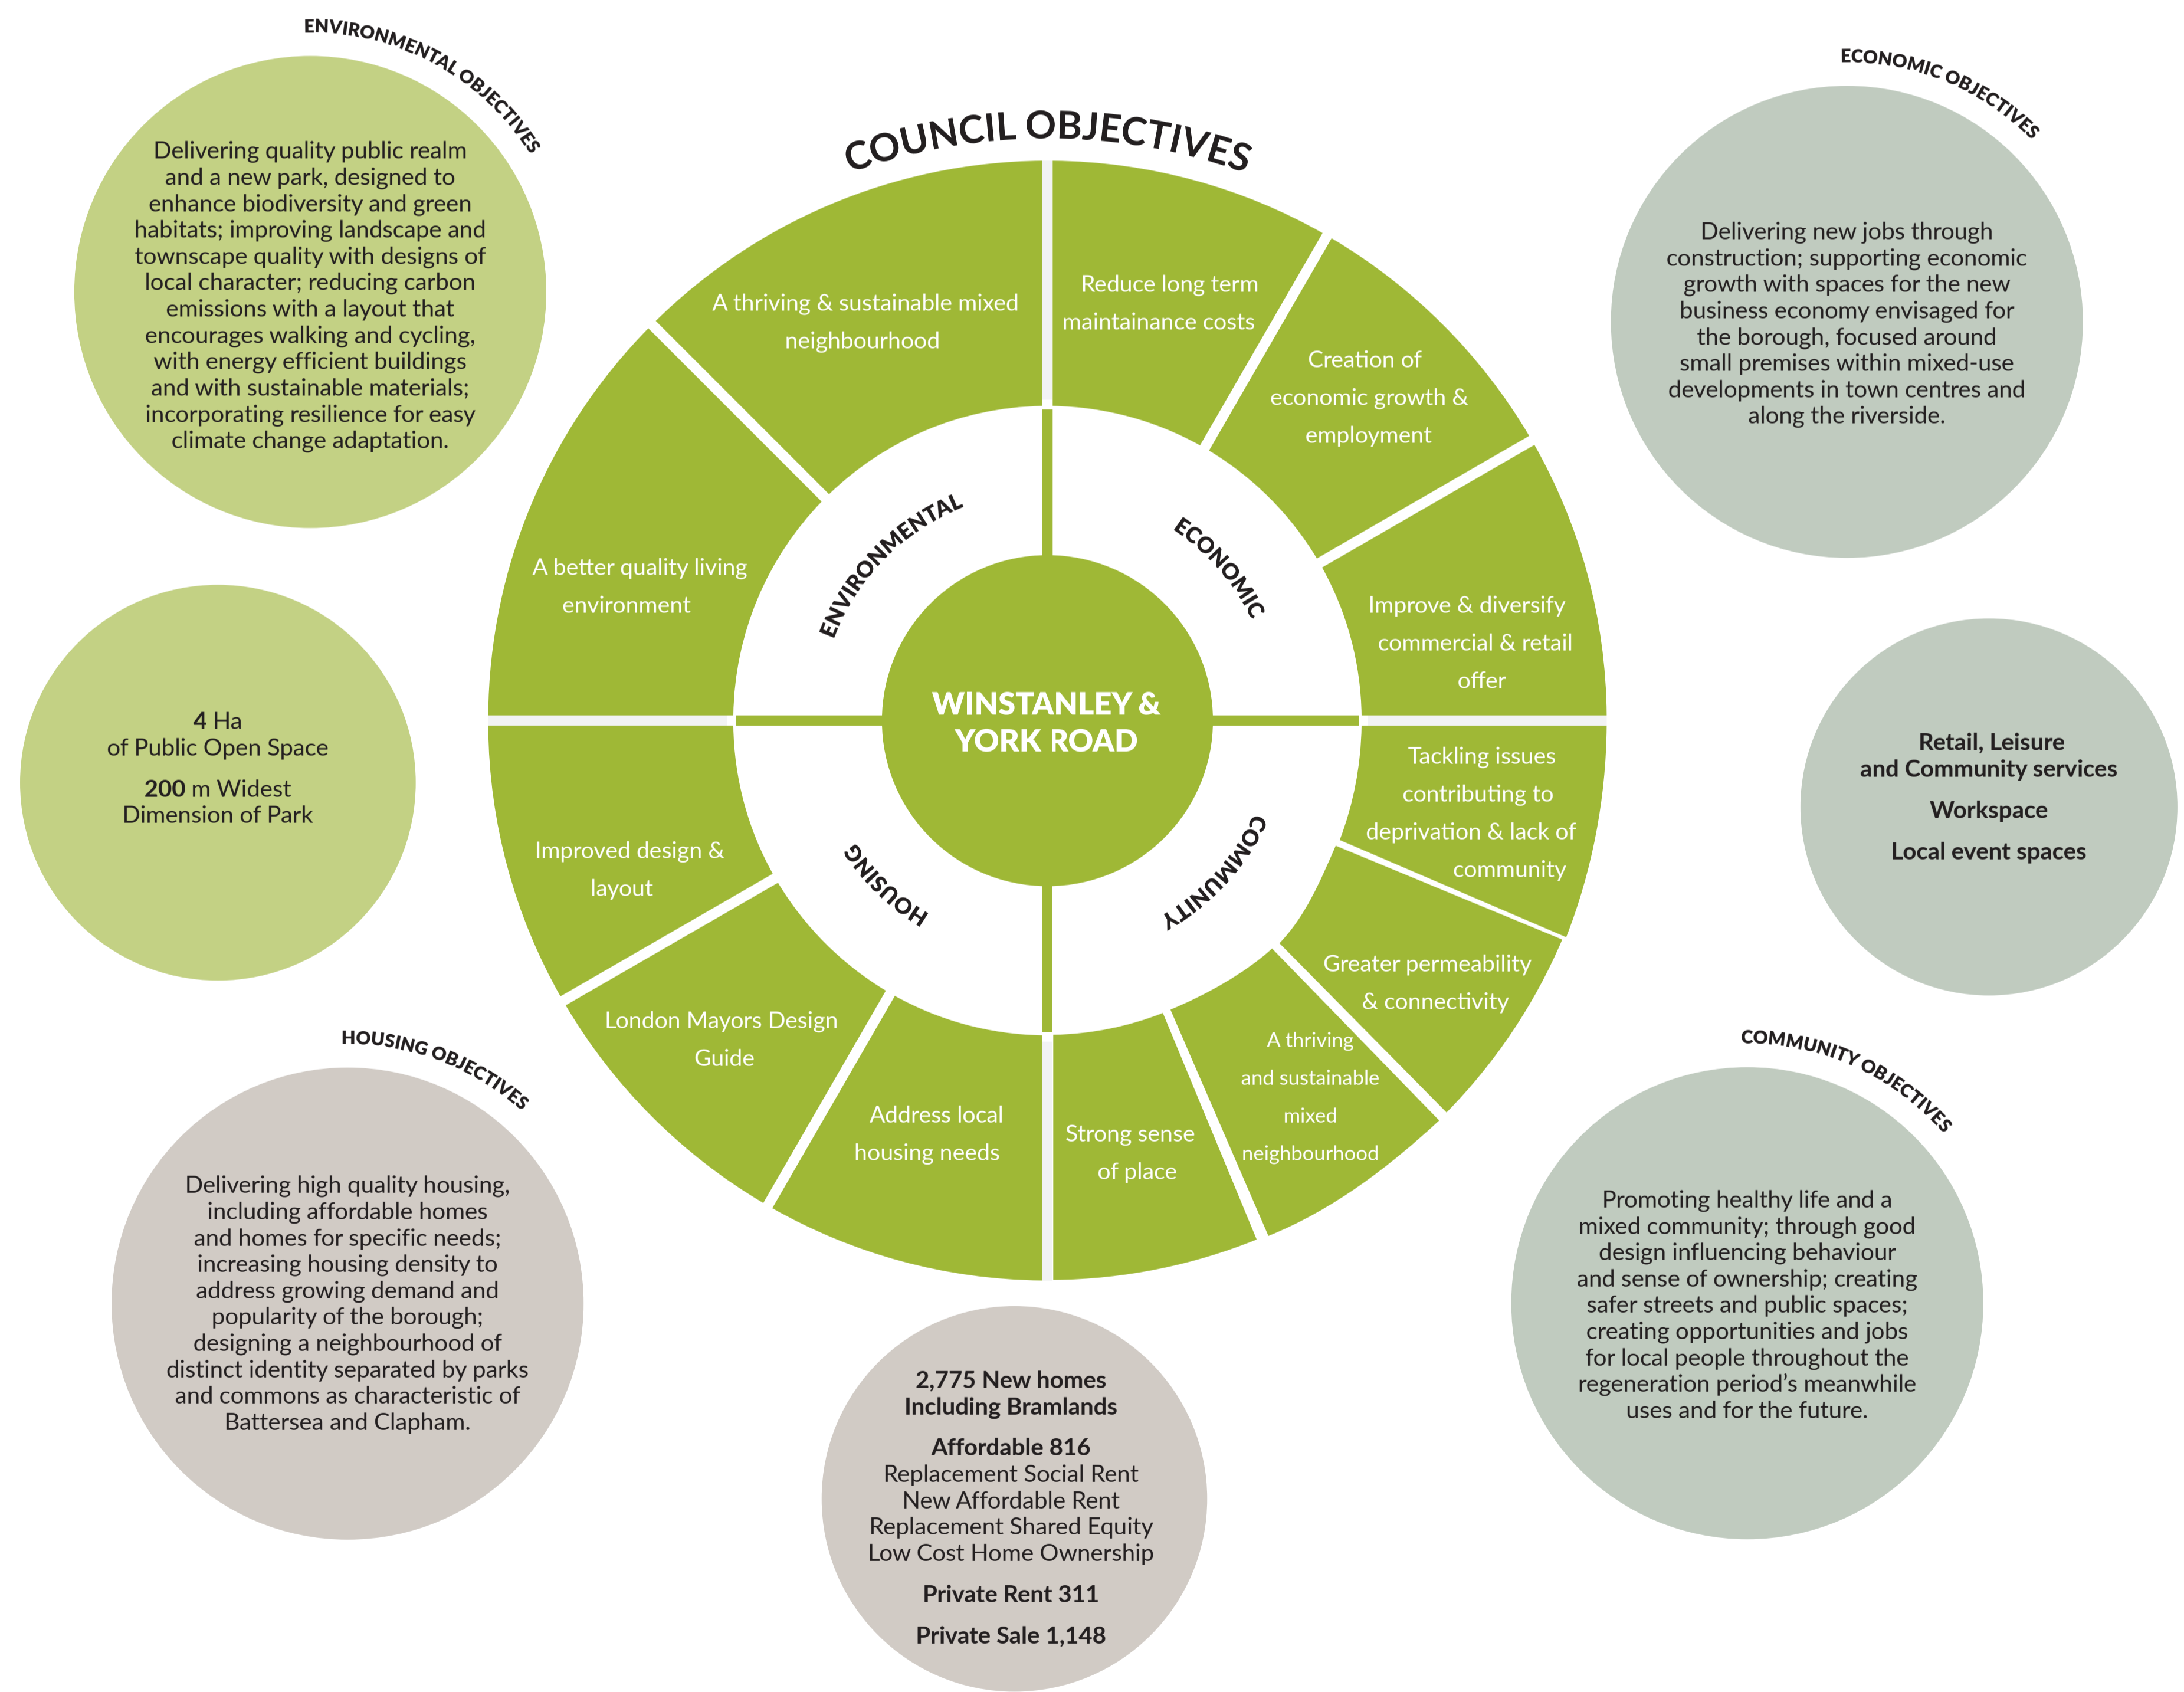 ENVIRONMENTAL OBJECTIVES
Delivering quality public realm
and a new park, designed to
enhance biodiversity and green
habitats; improving landscape and
townscape quality with designs of
local character; reducing carbon
emissions with a layout that
encourages walking and cycling,
with energy efficient buildings
and with sustainable materials;
incorporating resilience for easy
climate change adaptation.
4 Ha
of Public Open Space
200 m Widest
Dimension of Park
COUNCIL OBJECTIVES
A thriving & sustainable mixed
neighbourhood
A better quality living
environment
Reduce long term
maintainance costs
Creation of
economic growth &
employment
Improve & diversify
commercial & retail
offer
ENVIRONMENTAL
ECONOMIC
WINSTANLEY &
YORK ROAD
HOUSING
COMMUNITY
Improved design &
layout
London Mayors Design
Guide
Address local
housing needs
Tackling issues
contributing to
deprivation & lack of
community
Greater permeability
& connectivity
A thriving
and sustainable
mixed
neighbourhood
Strong sense
of place
ECONOMIC OBJECTIVES
Delivering new jobs through
construction; supporting economic
growth with spaces for the new
business economy envisaged for
the borough, focused around
small premises within mixed-use
developments in town centres and
along the riverside.
Retail, Leisure
and Community services
Workspace
Local event spaces
HOUSING OBJECTIVES
Delivering high quality housing,
including affordable homes
and homes for specific needs;
increasing housing density to
address growing demand and
popularity of the borough;
designing a neighbourhood of
distinct identity separated by parks
and commons as characteristic of
Battersea and Clapham.
2,775 New homes
Including Bramlands
Affordable 816
Replacement Social Rent
New Affordable Rent
Replacement Shared Equity
Low Cost Home Ownership
Private Rent 311
Private Sale 1,148
COMMUNITY OBJECTIVES
Promoting healthy life and a
mixed community; through good
design influencing behaviour
and sense of ownership; creating
safer streets and public spaces;
creating opportunities and jobs
for local people throughout the
regeneration period's meanwhile
uses and for the future.